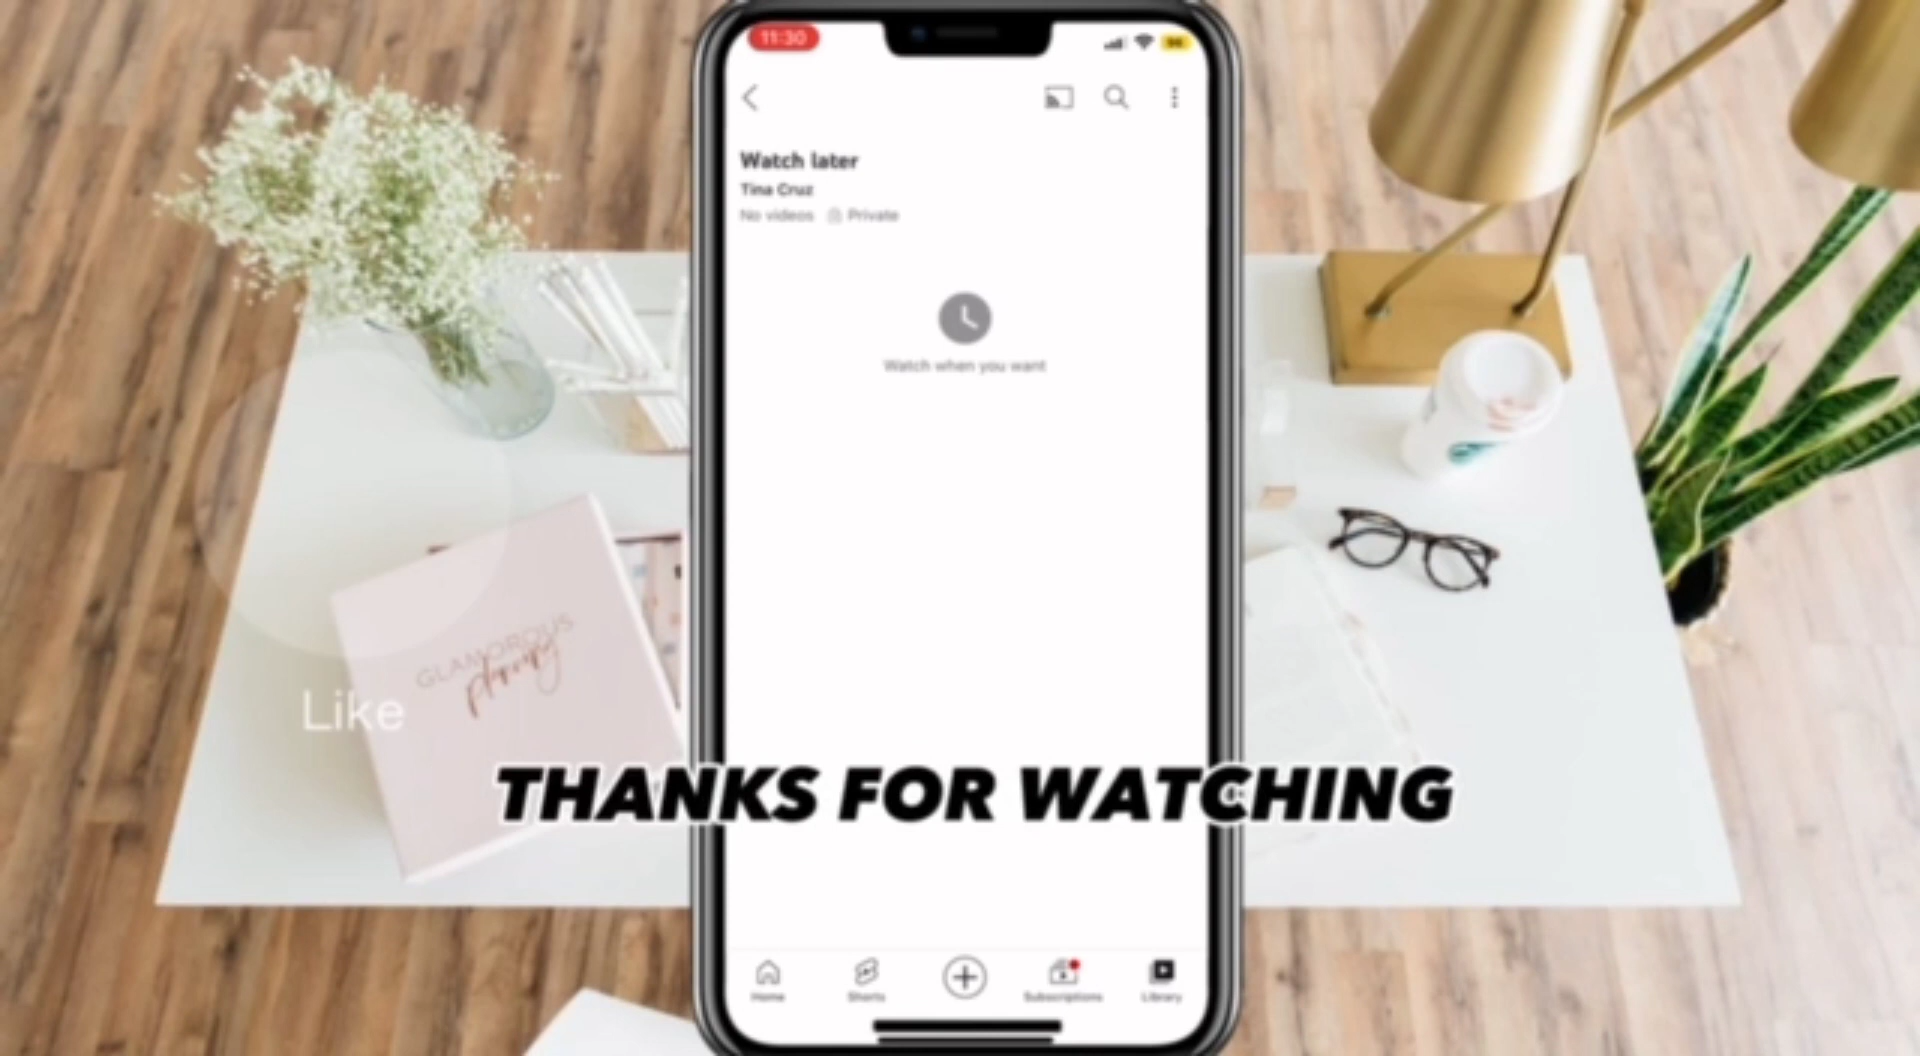 11:30
Watch later
Tina Cruz
No videos Private
Watch when you want
GLAMOROUS
planning
Like
THANKS FOR WATCHING
Home Shorts Subscriptions Library